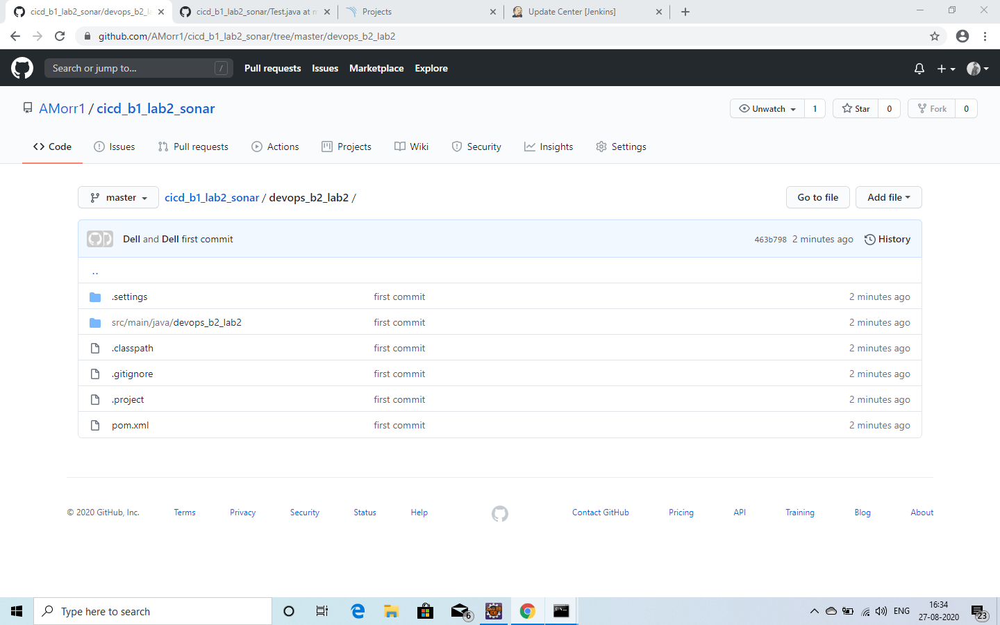 cicd_b1_lab2_sonar/devops_b2_la
cicd_b1_lab2_sonar/Test.java at m
Projects
Update Center [Jenkins]
github.com/AMorr1/cicd_b1_lab2_sonar/tree/master/devops_b2_lab2
Search or jump to... /
Pull requests Issues Marketplace Explore
AMorr1 / cicd_b1_lab2_sonar
Unwatch 1 Star 0 Fork 0
Code Issues Pull requests Actions Projects Wiki Security Insights Settings
master cicd_b1_lab2_sonar / devops_b2_lab2 / Go to file Add file
Dell and Dell first commit 463b798 2 minutes ago History
..
.settings first commit 2 minutes ago
src/main/java/devops_b2_lab2 first commit 2 minutes ago
.classpath first commit 2 minutes ago
.gitignore first commit 2 minutes ago
.project first commit 2 minutes ago
pom.xml first commit 2 minutes ago
© 2020 GitHub, Inc. Terms Privacy Security Status Help Contact GitHub Pricing API Training Blog About
Type here to search 6 ENG 16:34
27-08-2020 23